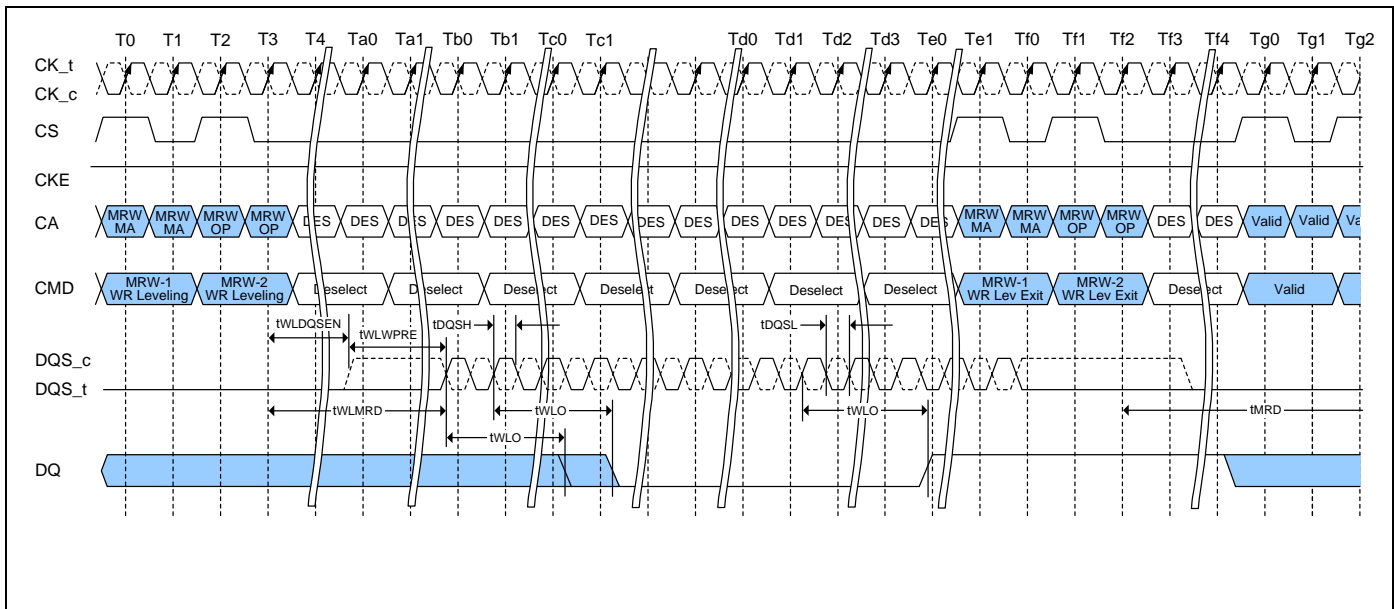 T0 T1 T2 T3 T4 Ta0 Ta1 Tb0 Tb1 Tc0 Tc1 Td0 Td1 Td2 Td3 Te0 Te1 Tf0 Tf1 Tf2 Tf3 Tf4 Tg0 Tg1 Tg2
CK_t
CK_c
CS
CKE
CA MRW MA MRW MA MRW OP MRW OP DES DES DES DES DES DES DES DES DES DES DES DES DES DES MRW MA MRW MA MRW OP MRW OP DES DES Valid Valid Va
CMD MRW-1 WR Leveling MRW-2 WR Leveling Deselect Deselect Deselect Deselect Deselect Deselect Deselect MRW-1 WR Lev Exit MRW-2 WR Lev Exit Deselect Valid
tWLDQSEN tWLWPRE tDQSH tDQSL
DQS_c
DQS_t
tWLMRD tWLO tWLO tMRD
tWLO
DQ